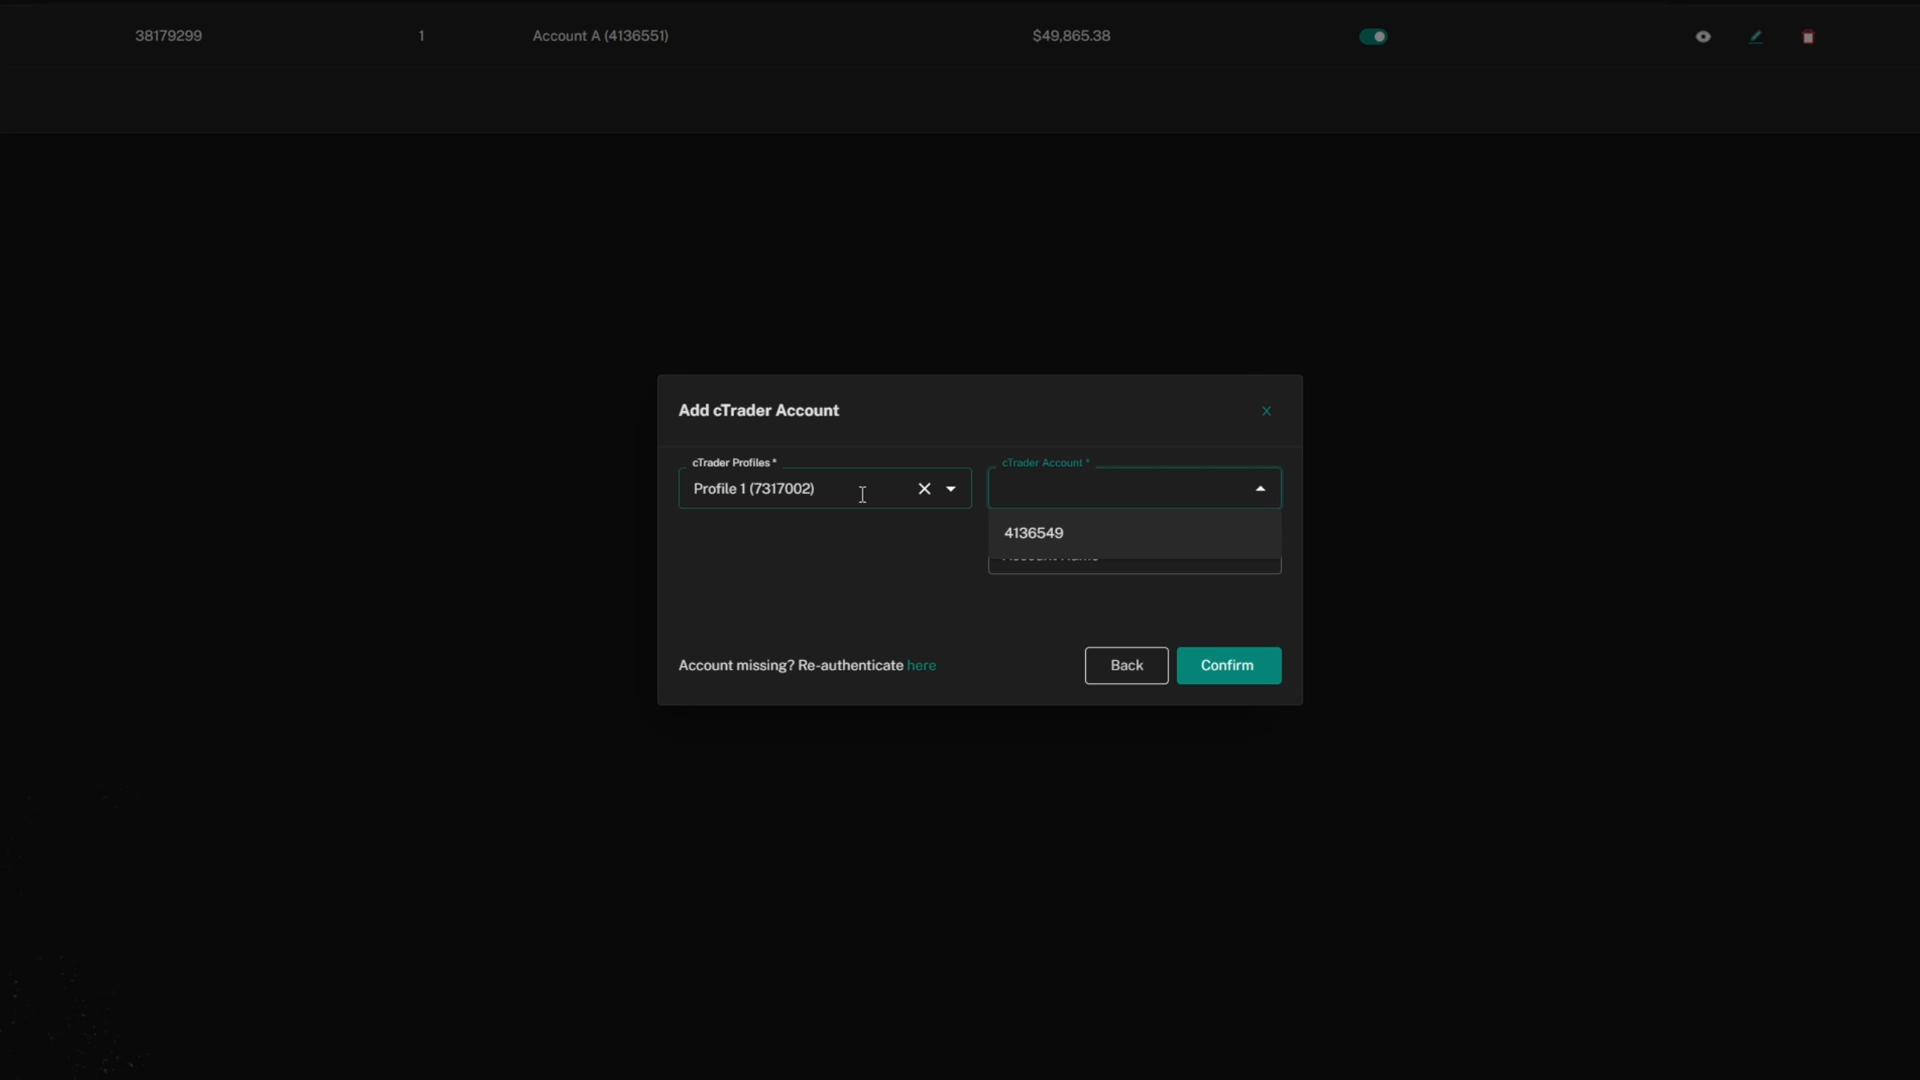 38179299 1 Account A (4136551) $49,865.38
Add cTrader Account
cTrader Profiles * cTrader Account *
Profile 1 (7317002)
4136549
Account missing? Re-authenticate here Back Confirm